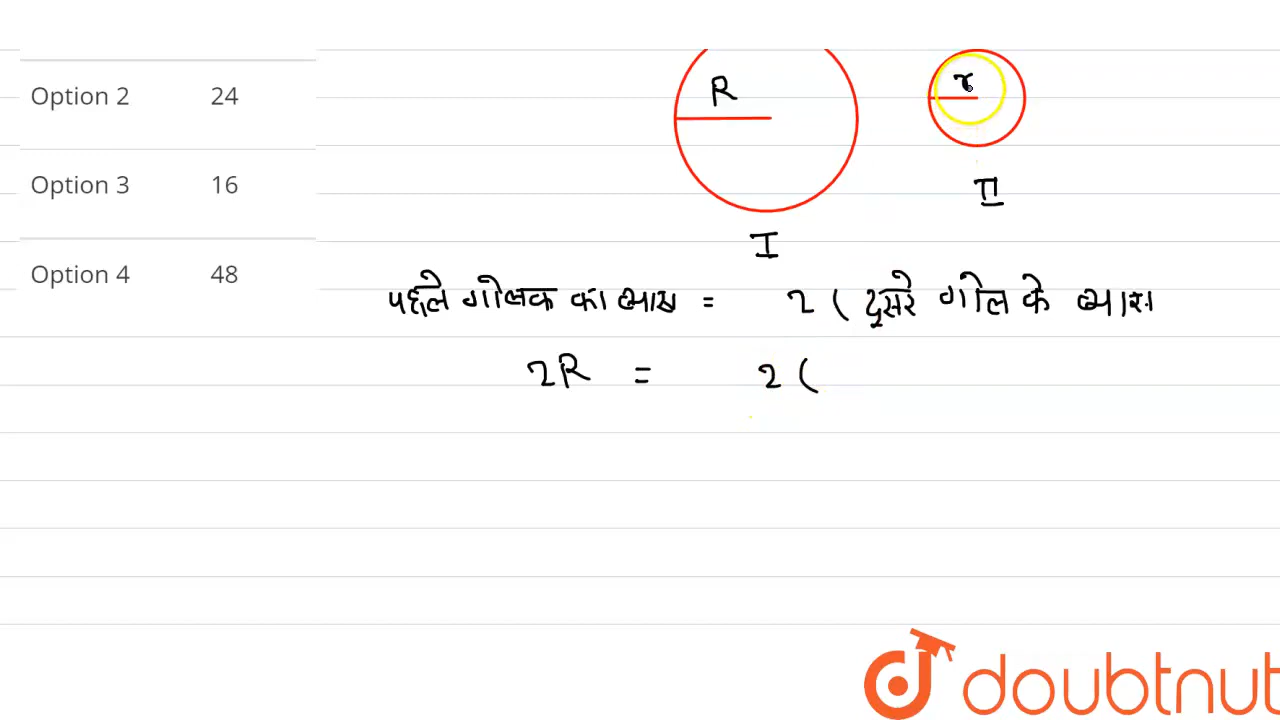 Option 2 24
Option 3 16
Option 4 48
R
r
I
II
पहले गोलक का व्यास = 2 ( दूसरे गोल के व्यास
2R = 2 (
doubtnut